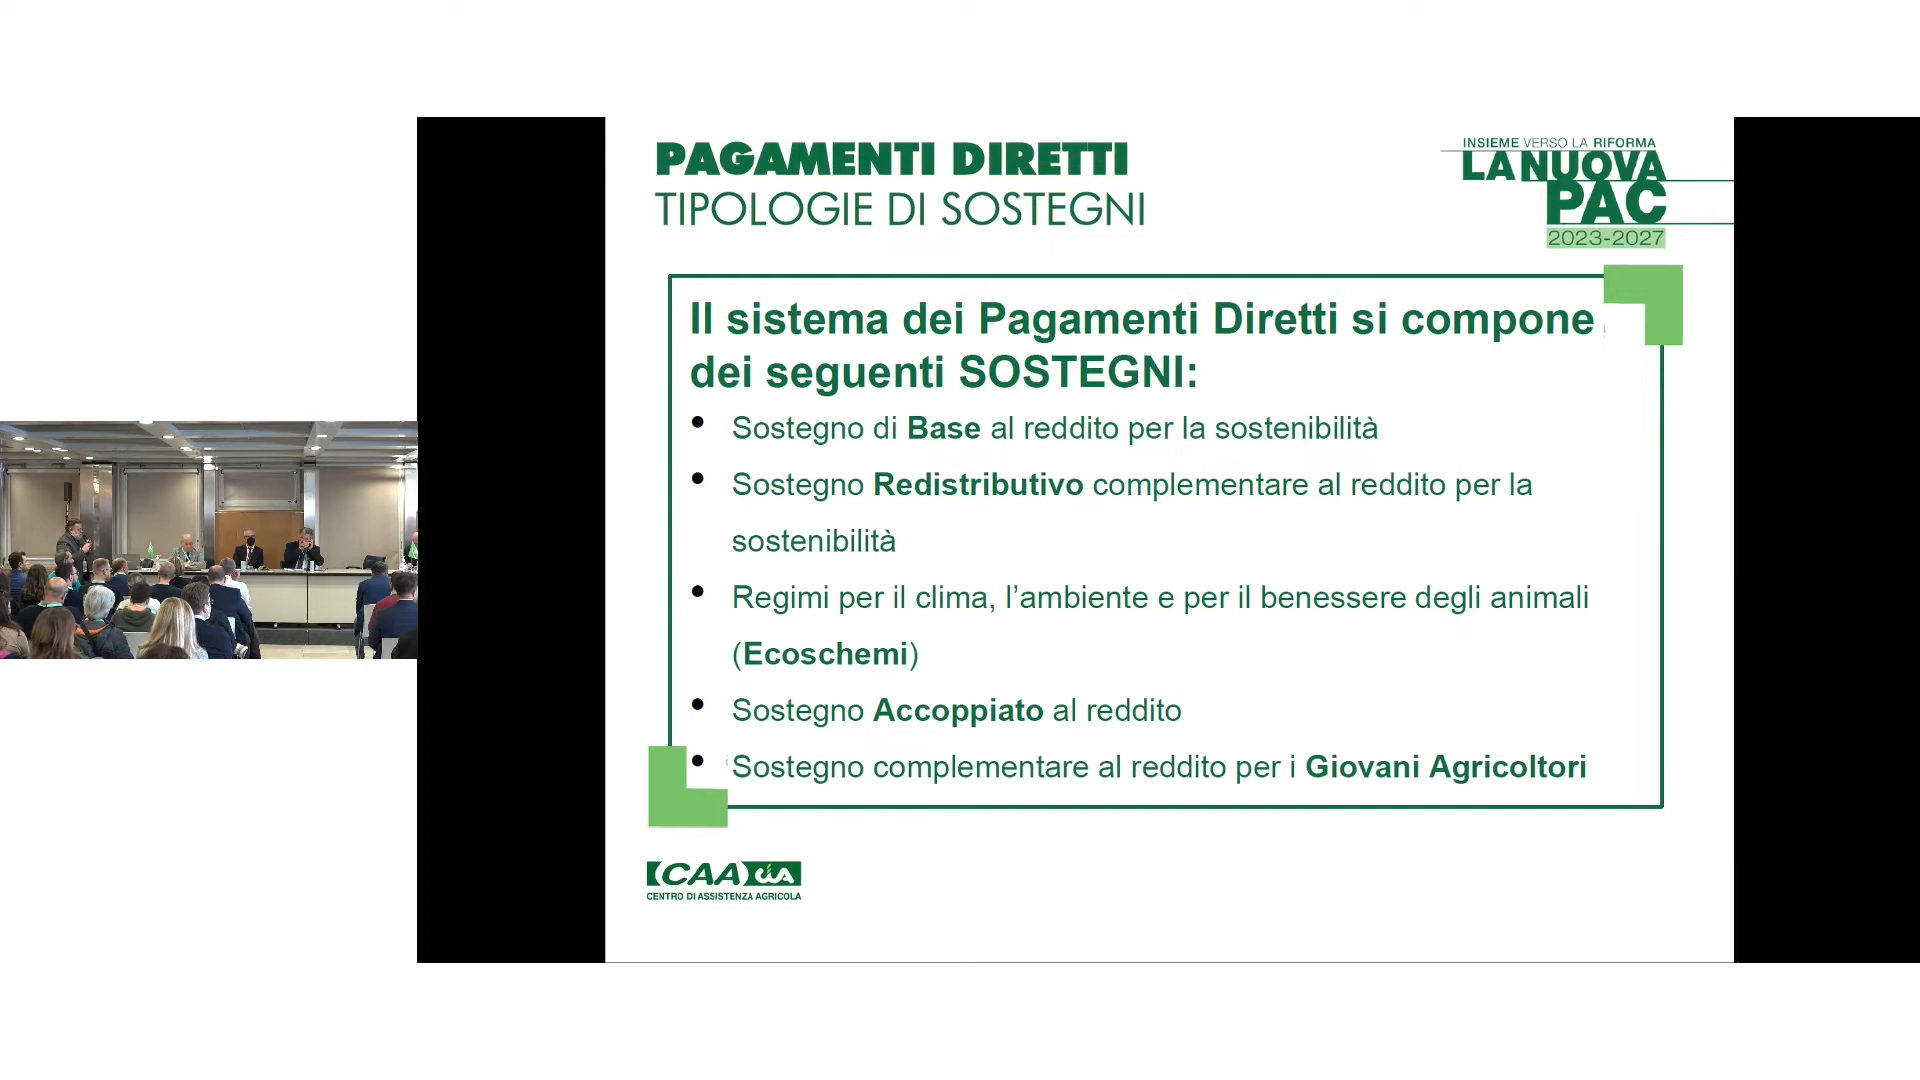 PAGAMENTI DIRETTI
TIPOLOGIE DI SOSTEGNI
INSIEME VERSO LA RIFORMA
LA NUOVA
PAC
2023-2027
Il sistema dei Pagamenti Diretti si compone
dei seguenti SOSTEGNI:
• Sostegno di Base al reddito per la sostenibilità
• Sostegno Redistributivo complementare al reddito per la
sostenibilità
• Regimi per il clima, l’ambiente e per il benessere degli animali
(Ecoschemi)
• Sostegno Accoppiato al reddito
• Sostegno complementare al reddito per i Giovani Agricoltori
CAA cia
CENTRO DI ASSISTENZA AGRICOLA